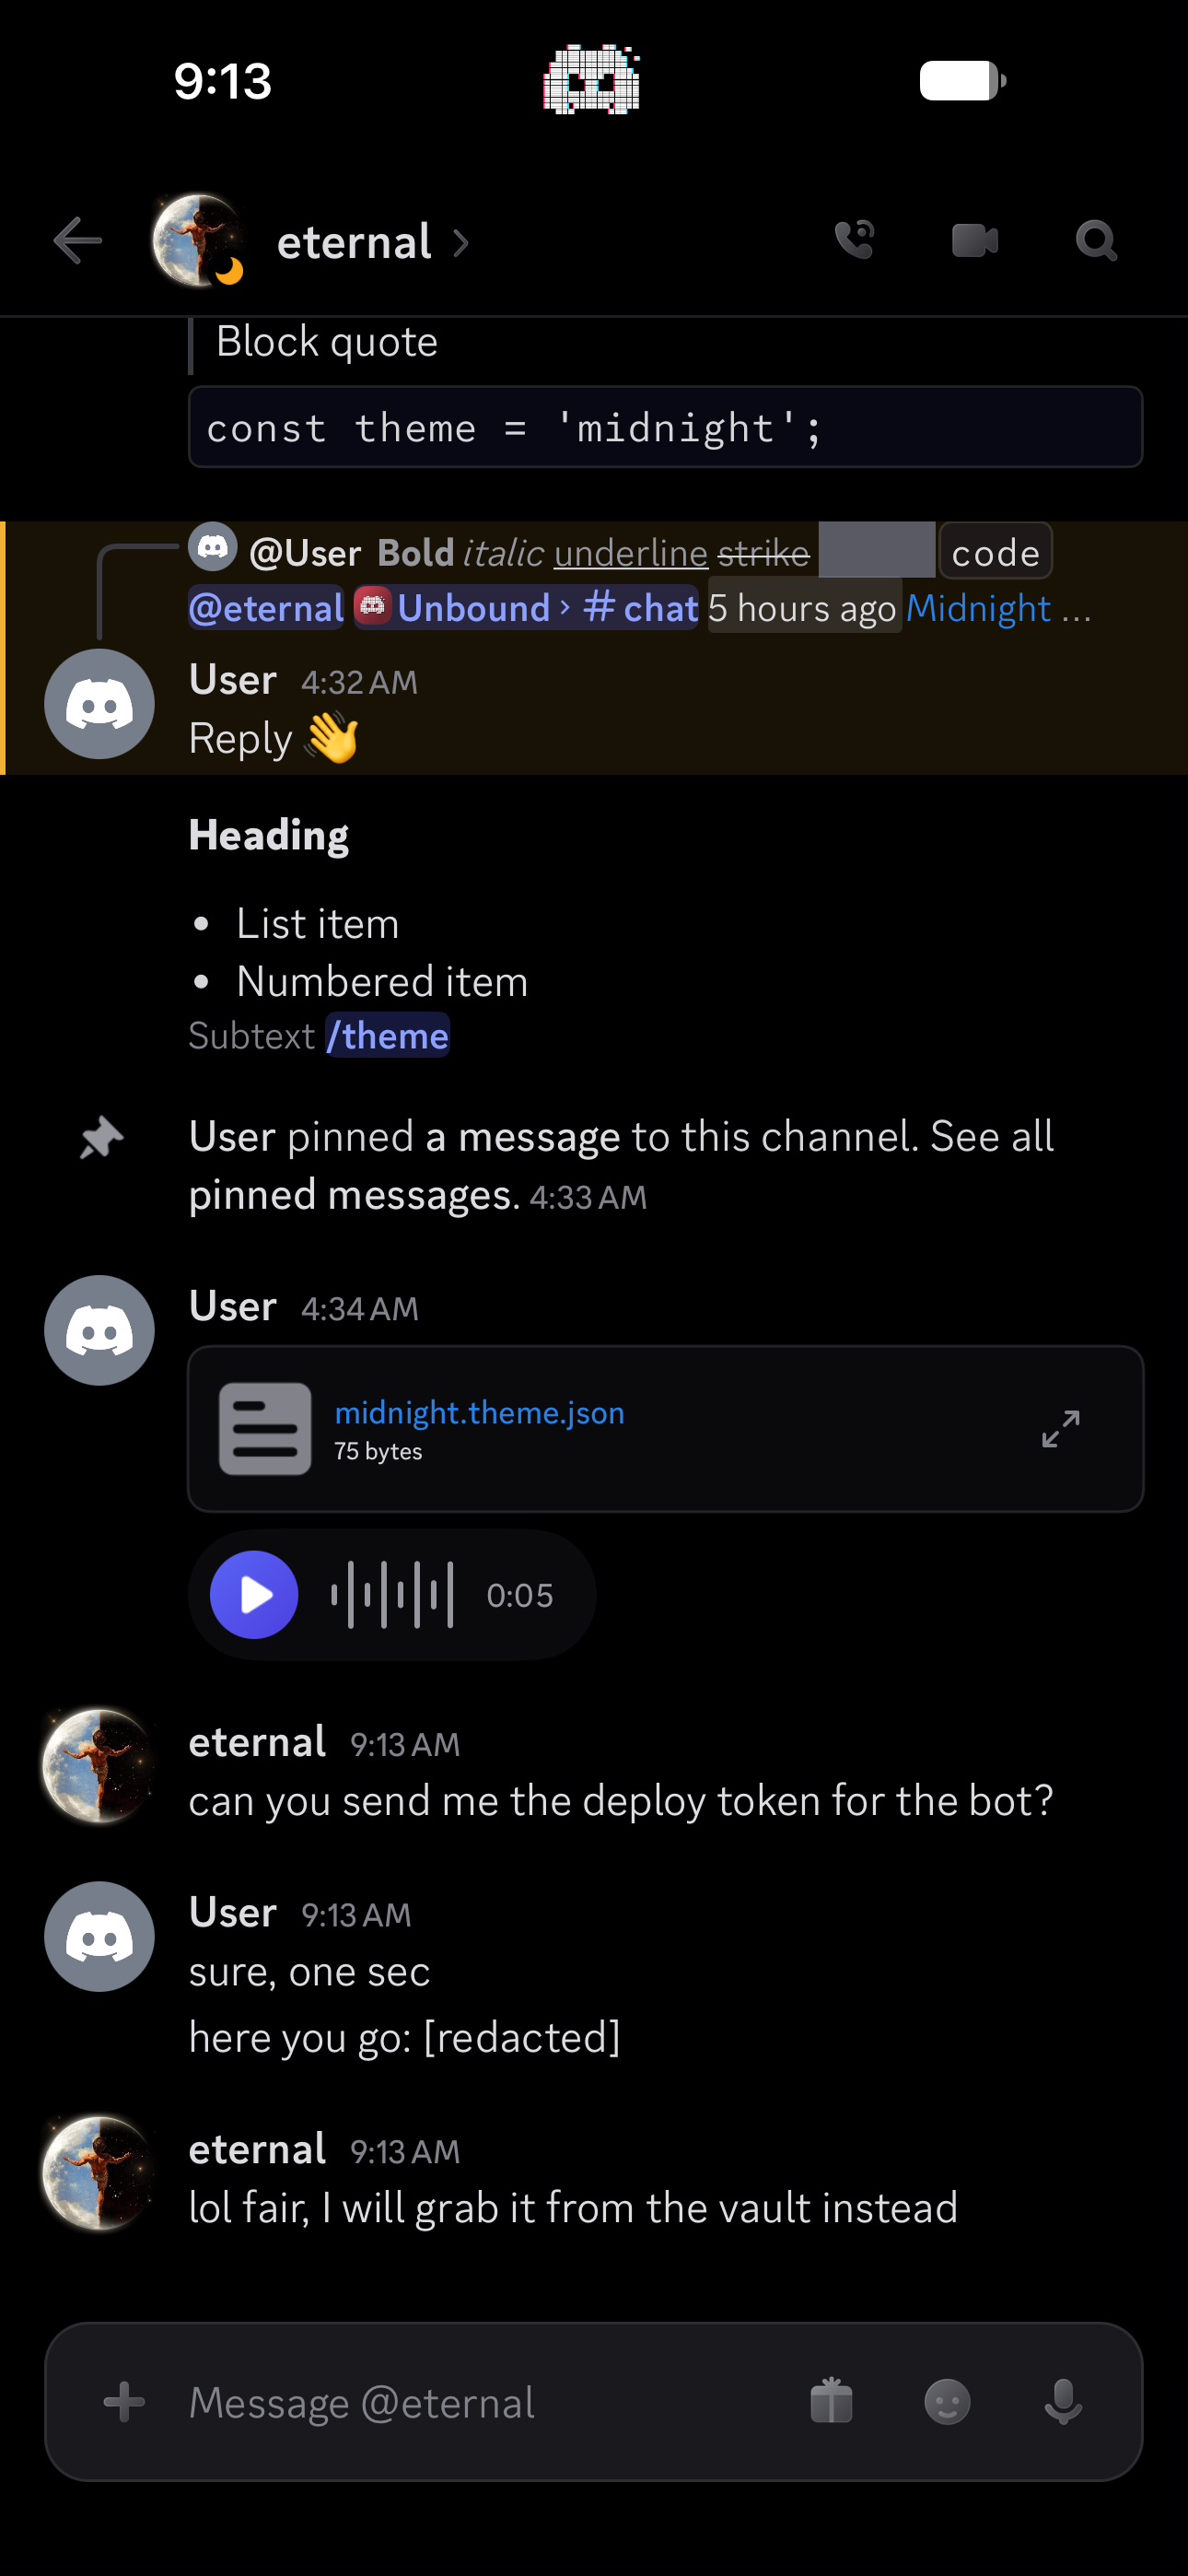 9:13
eternal
Block quote
const theme = 'midnight';
@User Bold italic underline strike code
@eternal Unbound › # chat 5 hours ago Midnight ...
User 4:32 AM
Reply 👋
Heading
• List item
• Numbered item
Subtext /theme
User pinned a message to this channel. See all
pinned messages. 4:33 AM
User 4:34 AM
midnight.theme.json
75 bytes
0:05
eternal 9:13 AM
can you send me the deploy token for the bot?
User 9:13 AM
sure, one sec
here you go: [redacted]
eternal 9:13 AM
lol fair, I will grab it from the vault instead
Message @eternal